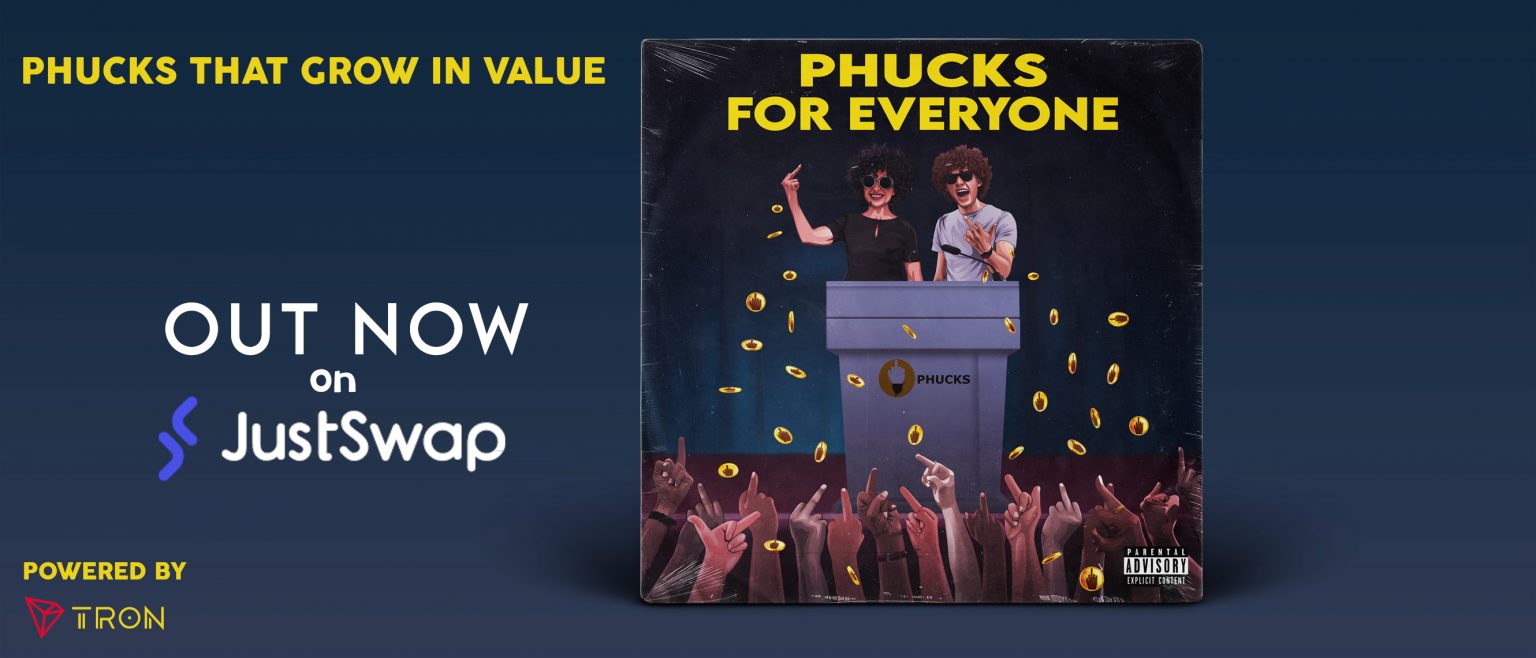 PHUCKS THAT GROW IN VALUE
OUT NOW
on
JustSwap
POWERED BY
TRON
PHUCKS
FOR EVERYONE
PHUCKS
PARENTAL
ADVISORY
EXPLICIT CONTENT